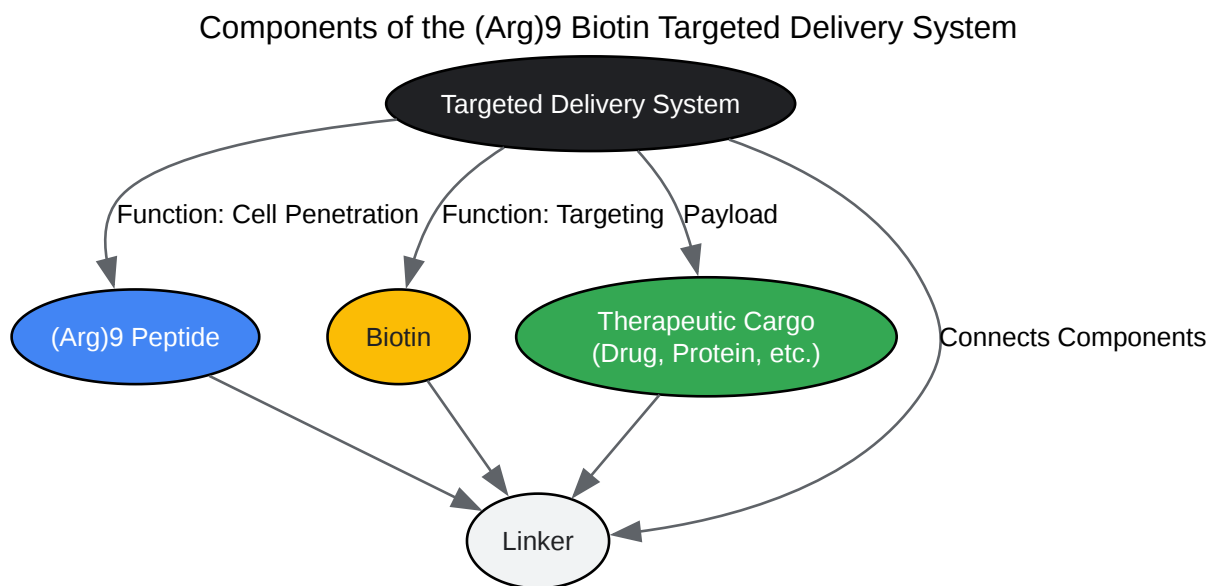 Components of the (Arg)9 Biotin Targeted Delivery System
Targeted Delivery System
Function: Cell Penetration
Function: Targeting
Payload
(Arg)9 Peptide
Biotin
Therapeutic Cargo
(Drug, Protein, etc.)
Connects Components
Linker